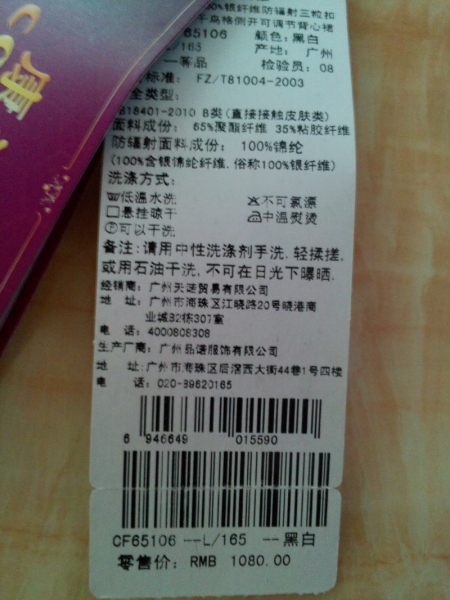 100%银纤维防辐射三粒扣
千鸟格侧开可调节背心裙
65106 颜色:黑白
L/165 产地: 广州
一等品 检验员: 08
标准: FZ/T81004-2003
全类型:
18401-2010 B类(直接接触皮肤类)
面料成份: 65%聚酯纤维 35%粘胶纤维
防辐射面料成份: 100%锦纶
(100%含银锦纶纤维.俗称100%银纤维)
洗涤方式:
低温水洗 不可氯漂
悬挂晾干 中温熨烫
可以干洗
备注:请用中性洗涤剂手洗.轻揉搓,
或用石油干洗,不可在日光下曝晒.
经销商: 广州天诺贸易有限公司
地 址: 广州市海珠区江晓路20号晓港商
业城B2栋307室
电 话: 4000808308
生产厂商: 广州品诺服饰有限公司
地 址:广州市海珠区后滘西大街44巷1号四楼
电 话:020-89620165
6 946649 015590
CF65106 --L/165 --黑白
零售价: RMB 1080.00
康
CO